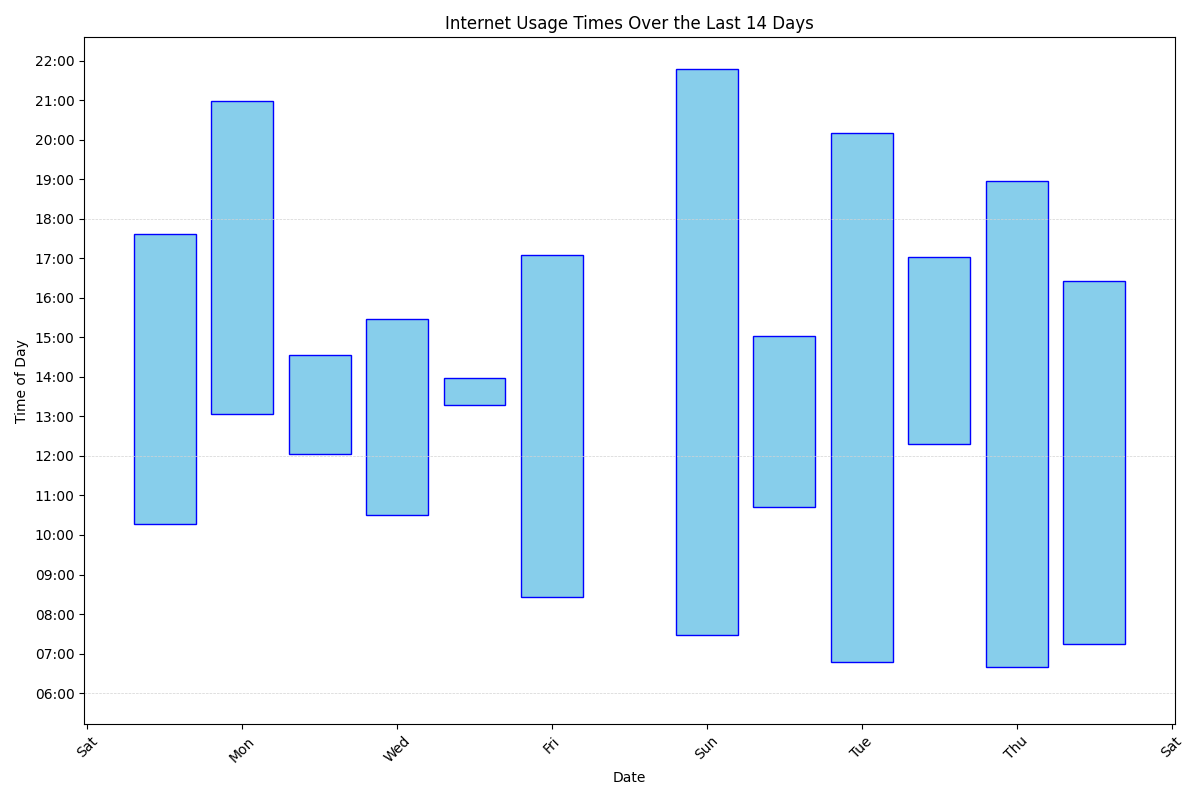 Internet Usage Times Over the Last 14 Days
22:00
21:00
20:00
19:00
18:00
17:00
16:00
15:00
14:00
13:00
12:00
11:00
10:00
09:00
08:00
07:00
06:00
Time of Day
Sat
Mon
Wed
Fri
Sun
Tue
Thu
Sat
Date